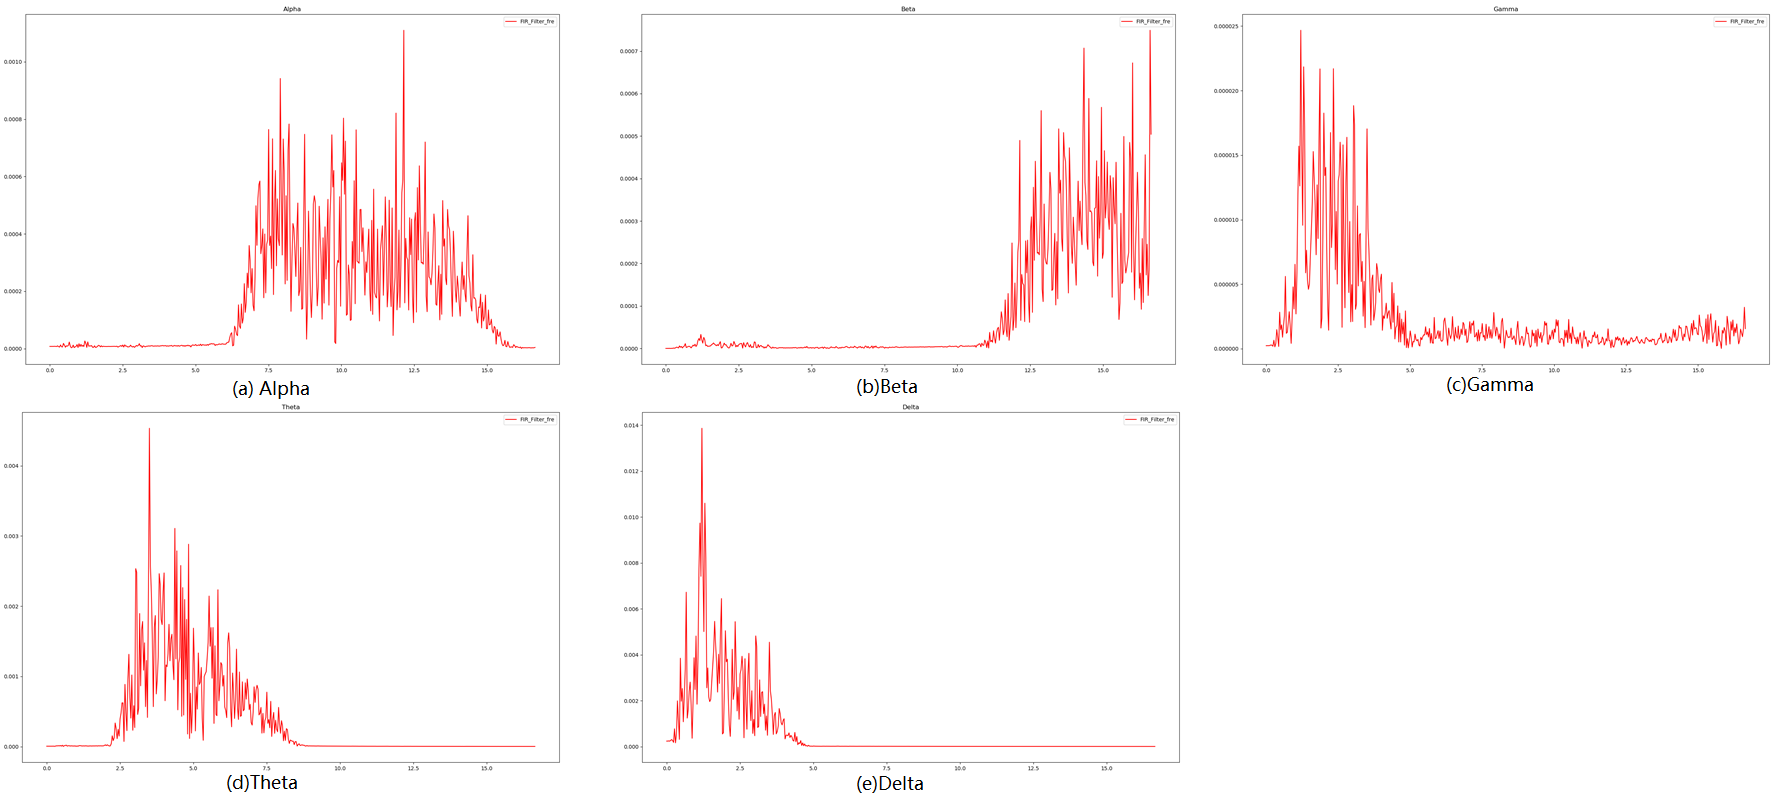 Alpha
FIR_Filter_fre
0.0010
0.0008
0.0006
0.0004
0.0002
0.0000
0.0 2.5 5.0 7.5 10.0 12.5 15.0
(a) Alpha
Beta
FIR_Filter_fre
0.0007
0.0006
0.0005
0.0004
0.0003
0.0002
0.0001
0.0000
0.0 2.5 5.0 7.5 10.0 12.5 15.0
(b)Beta
Gamma
FIR_Filter_fre
0.000025
0.000020
0.000015
0.000010
0.000005
0.000000
0.0 2.5 5.0 7.5 10.0 12.5 15.0
(c)Gamma
Theta
FIR_Filter_fre
0.004
0.003
0.002
0.001
0.000
0.0 2.5 5.0 7.5 10.0 12.5 15.0
(d)Theta
Delta
FIR_Filter_fre
0.014
0.012
0.010
0.008
0.006
0.004
0.002
0.000
0.0 2.5 5.0 7.5 10.0 12.5 15.0
(e)Delta